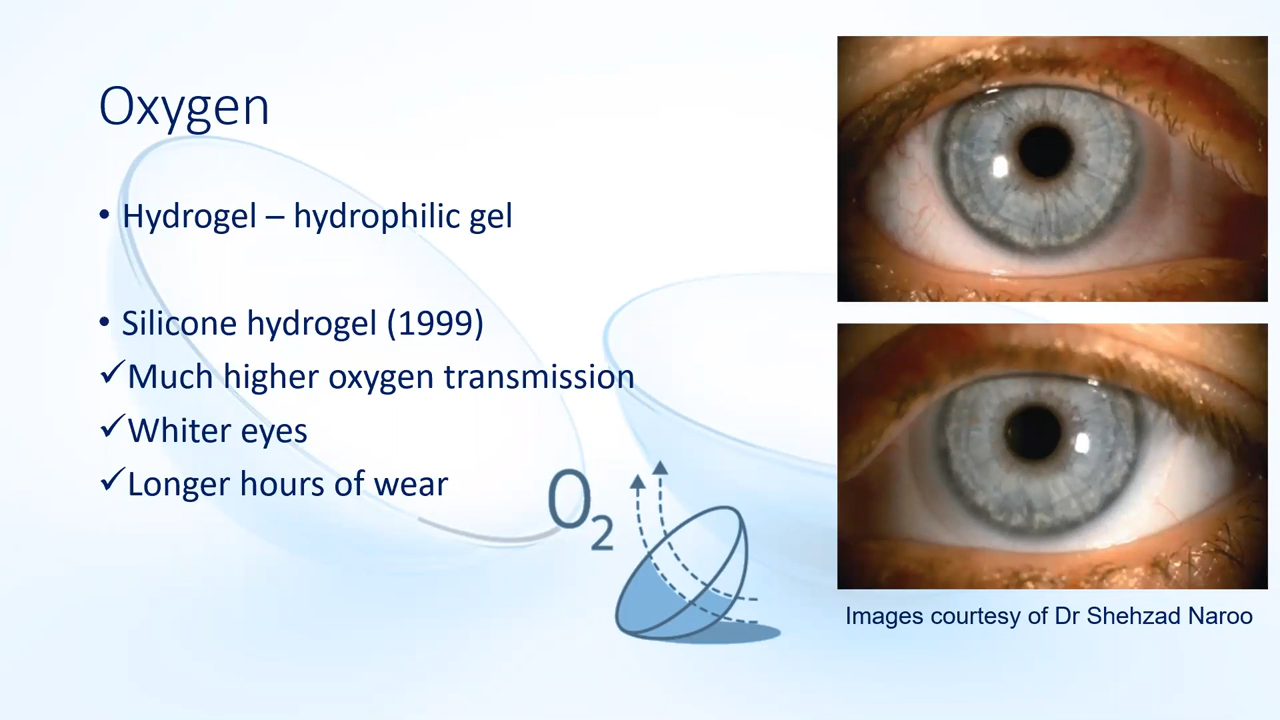 Oxygen
• Hydrogel – hydrophilic gel
• Silicone hydrogel (1999)
✓Much higher oxygen transmission
✓Whiter eyes
✓Longer hours of wear
O2
Images courtesy of Dr Shehzad Naroo